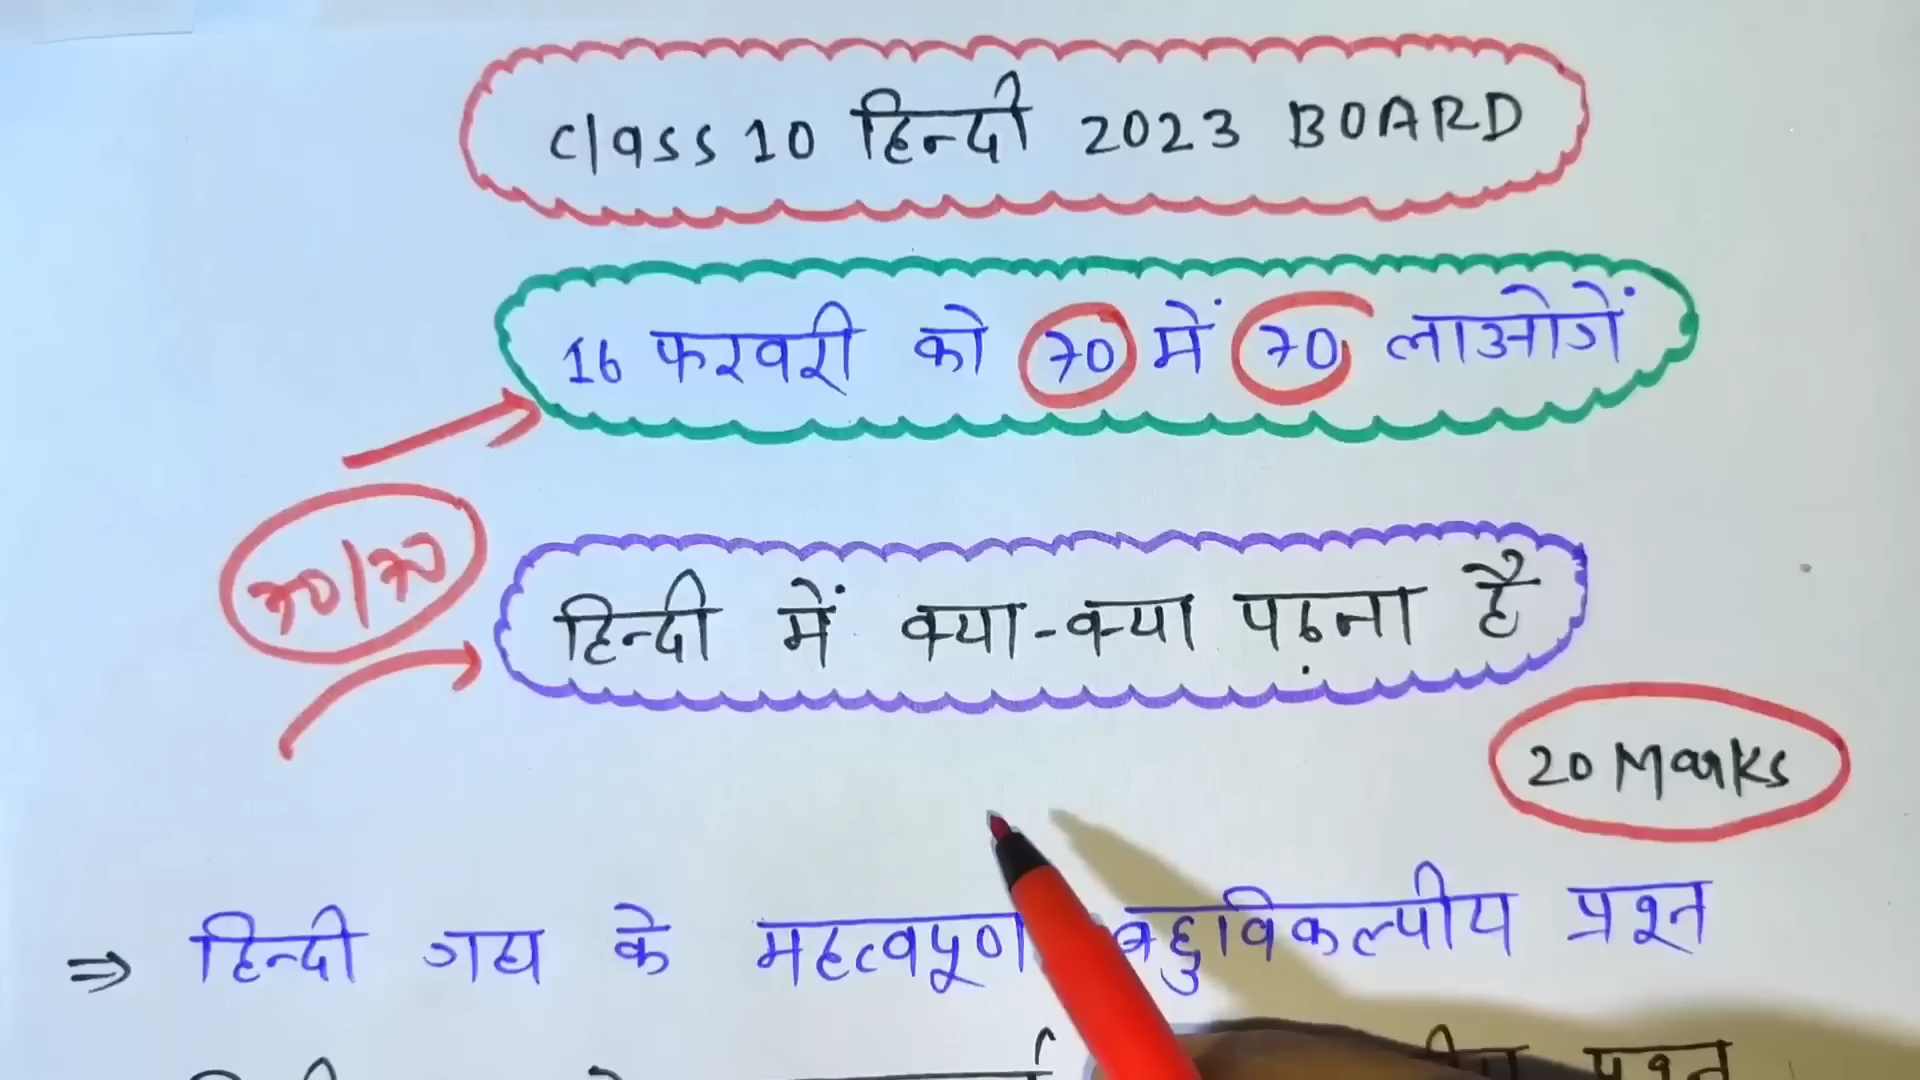 Class 10 हिन्दी 2023 BOARD
16 फरवरी को 70 में 70 लाओगें
70/70
हिन्दी में क्या-क्या पढ़ना है
20 Marks
⇒ हिन्दी गद्य के महत्वपूर्ण बहुविकल्पीय प्रश्न
प्रश्न